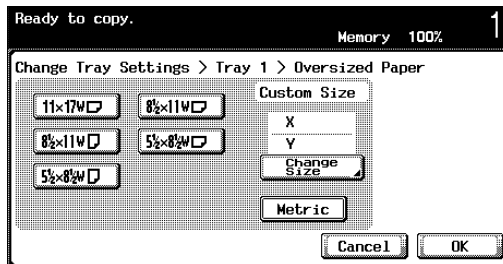 Ready to copy.
Memory 100% 1
Change Tray Settings > Tray 1 > Oversized Paper
11×17W 8½×11W
8½×11W 5½×8½W
5½×8½W
Custom Size
X
Y
Change Size
Metric
Cancel OK